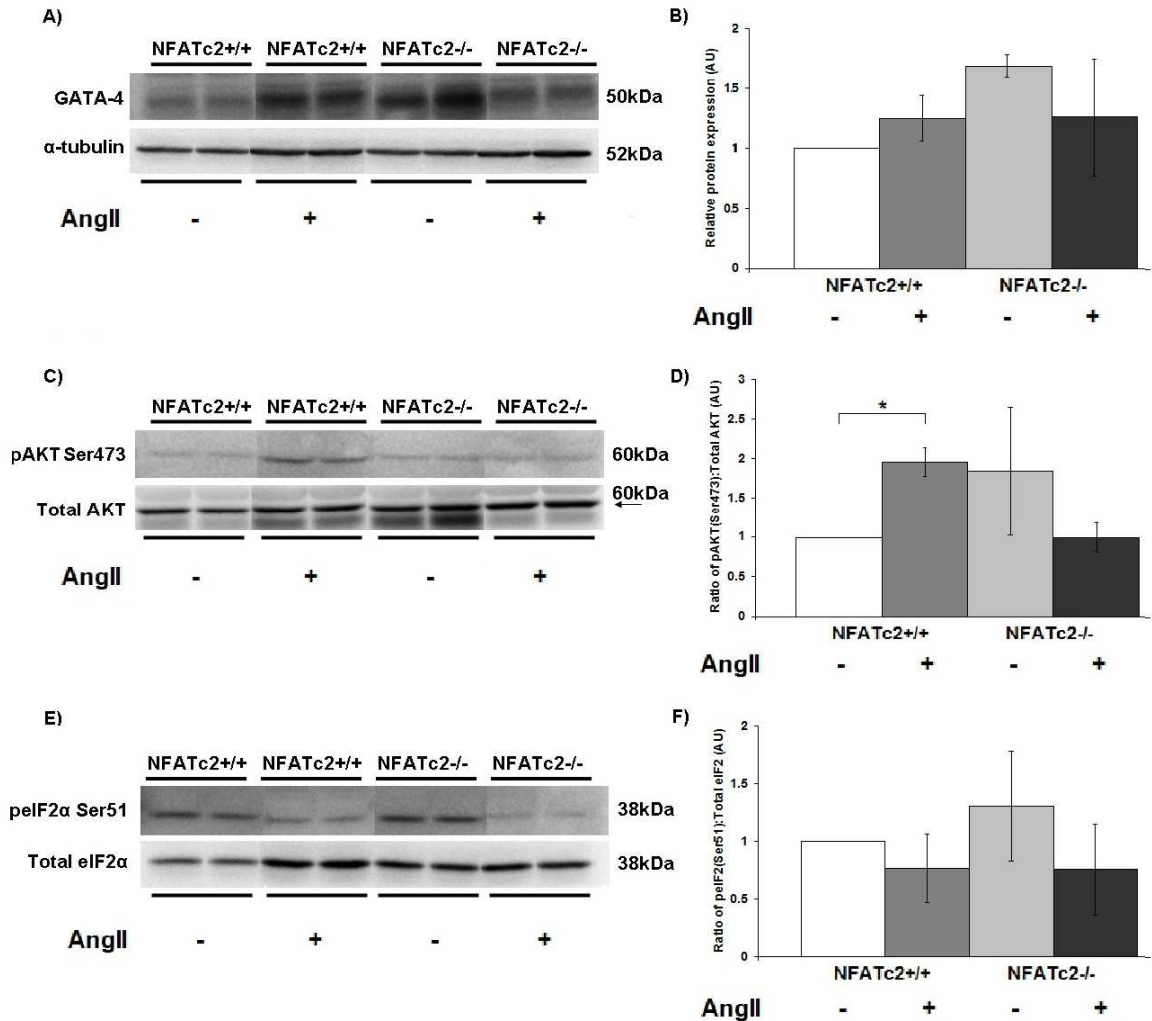 A)
NFATc2+/+ NFATc2+/+ NFATc2-/- NFATc2-/-
GATA-4 50kDa
α-tubulin 52kDa
AngII - + - +
B)
Relative protein expression (AU)
2
1.5
1
0.5
0
NFATc2+/+ NFATc2-/-
AngII - + - +
C)
NFATc2+/+ NFATc2+/+ NFATc2-/- NFATc2-/-
pAKT Ser473 60kDa
Total AKT 60kDa
AngII - + - +
D)
Ratio of pAKT(Ser473):Total AKT (AU)
3
2.5
2
1.5
1
0.5
0
*
NFATc2+/+ NFATc2-/-
AngII - + - +
E)
NFATc2+/+ NFATc2+/+ NFATc2-/- NFATc2-/-
peIF2α Ser51 38kDa
Total eIF2α 38kDa
AngII - + - +
F)
Ratio of peIF2(Ser51):Total eIF2 (AU)
2
1.5
1
0.5
0
NFATc2+/+ NFATc2-/-
AngII - + - +